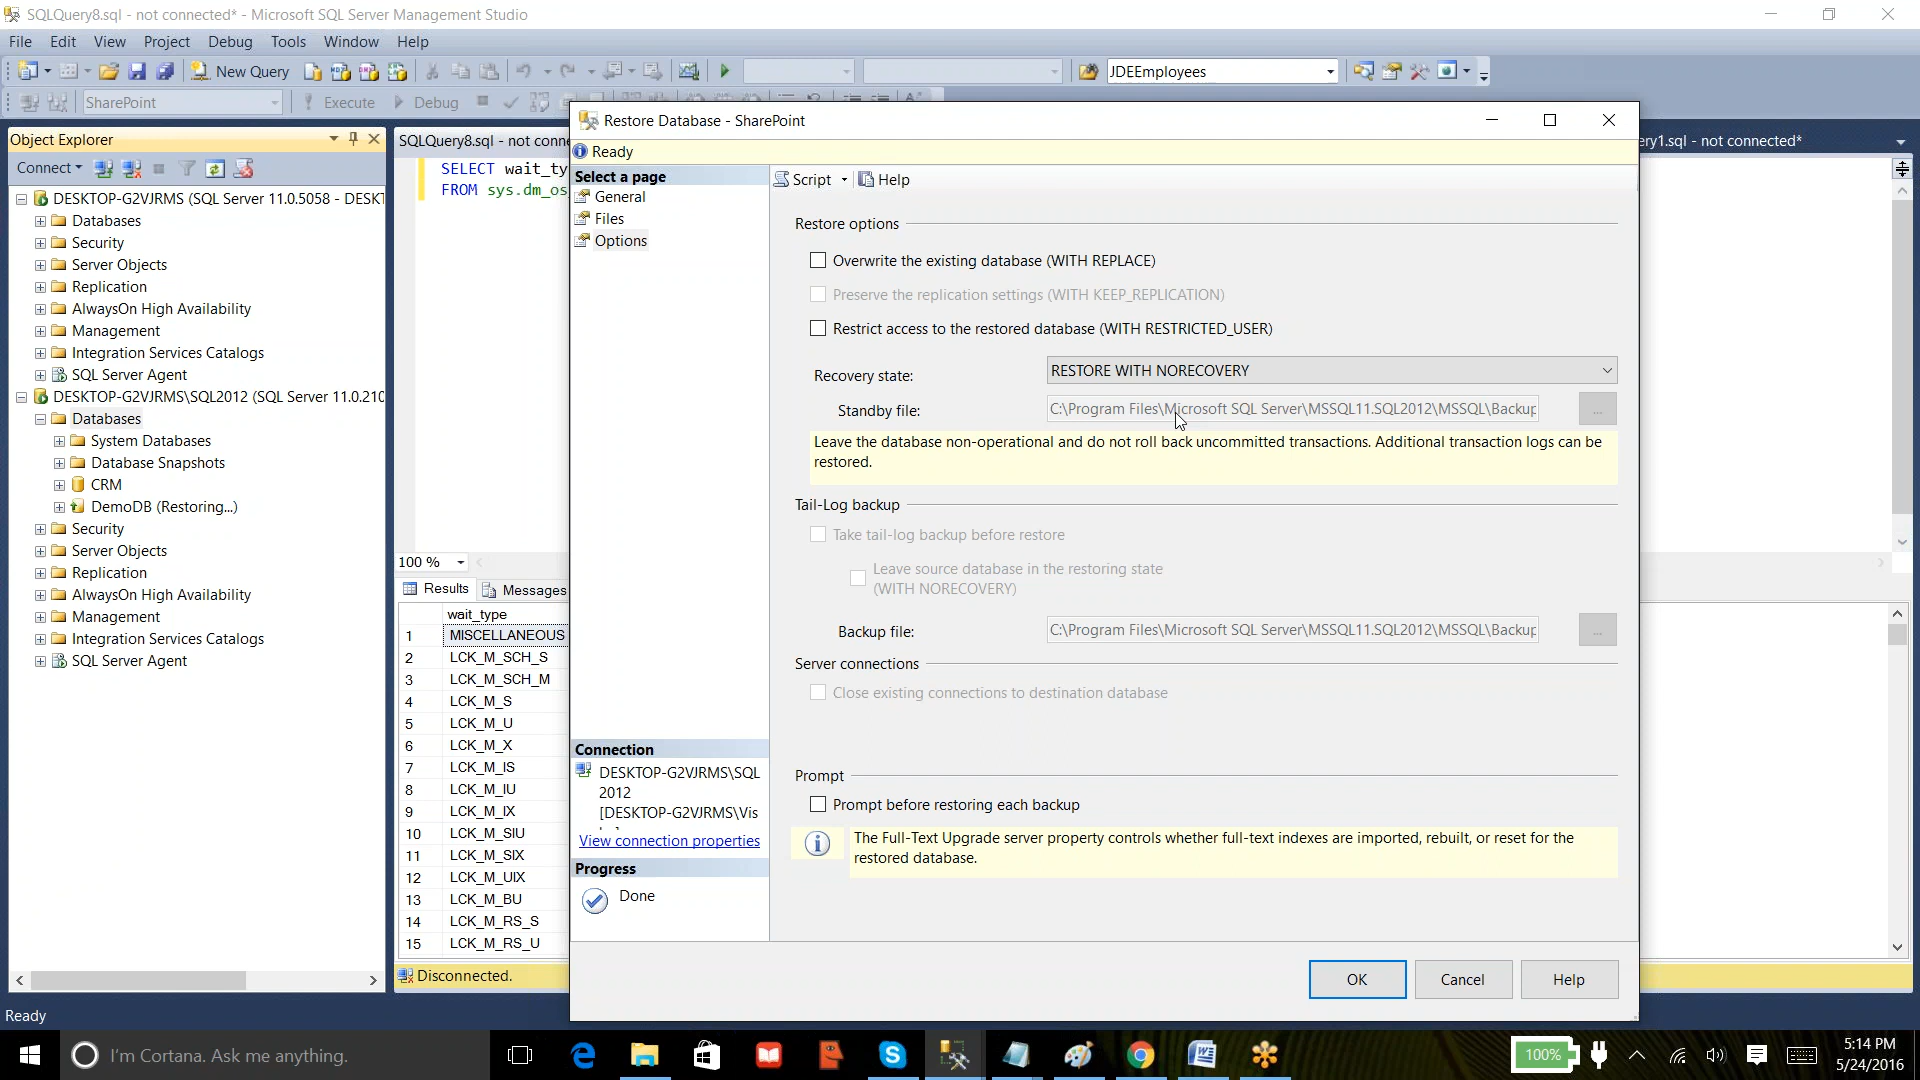 SQLQuery8.sql - not connected* - Microsoft SQL Server Management Studio
File Edit View Project Debug Tools Window Help
New Query JDEEmployees
SharePoint Execute Debug
Object Explorer
Connect
DESKTOP-G2VJRMS (SQL Server 11.0.5058 - DESKT
Databases
Security
Server Objects
Replication
AlwaysOn High Availability
Management
Integration Services Catalogs
SQL Server Agent
DESKTOP-G2VJRMS\SQL2012 (SQL Server 11.0.210
Databases
System Databases
Database Snapshots
CRM
DemoDB (Restoring...)
Security
Server Objects
Replication
AlwaysOn High Availability
Management
Integration Services Catalogs
SQL Server Agent
SQLQuery8.sql - not conne
ery1.sql - not connected*
SELECT wait_ty
FROM sys.dm_os
100 %
Results Messages
wait_type
1 MISCELLANEOUS
2 LCK_M_SCH_S
3 LCK_M_SCH_M
4 LCK_M_S
5 LCK_M_U
6 LCK_M_X
7 LCK_M_IS
8 LCK_M_IU
9 LCK_M_IX
10 LCK_M_SIU
11 LCK_M_SIX
12 LCK_M_UIX
13 LCK_M_BU
14 LCK_M_RS_S
15 LCK_M_RS_U
Disconnected.
Restore Database - SharePoint
Ready
Select a page
General
Files
Options
Connection
DESKTOP-G2VJRMS\SQL
2012
[DESKTOP-G2VJRMS\Vis
View connection properties
Progress
Done
Script Help
Restore options
Overwrite the existing database (WITH REPLACE)
Preserve the replication settings (WITH KEEP_REPLICATION)
Restrict access to the restored database (WITH RESTRICTED_USER)
Recovery state: RESTORE WITH NORECOVERY
Standby file: C:\Program Files\Microsoft SQL Server\MSSQL11.SQL2012\MSSQL\Backup ...
Leave the database non-operational and do not roll back uncommitted transactions. Additional transaction logs can be
restored.
Tail-Log backup
Take tail-log backup before restore
Leave source database in the restoring state
(WITH NORECOVERY)
Backup file: C:\Program Files\Microsoft SQL Server\MSSQL11.SQL2012\MSSQL\Backup ...
Server connections
Close existing connections to destination database
Prompt
Prompt before restoring each backup
The Full-Text Upgrade server property controls whether full-text indexes are imported, rebuilt, or reset for the
restored database.
OK Cancel Help
Ready
I'm Cortana. Ask me anything.
100%
5:14 PM
5/24/2016